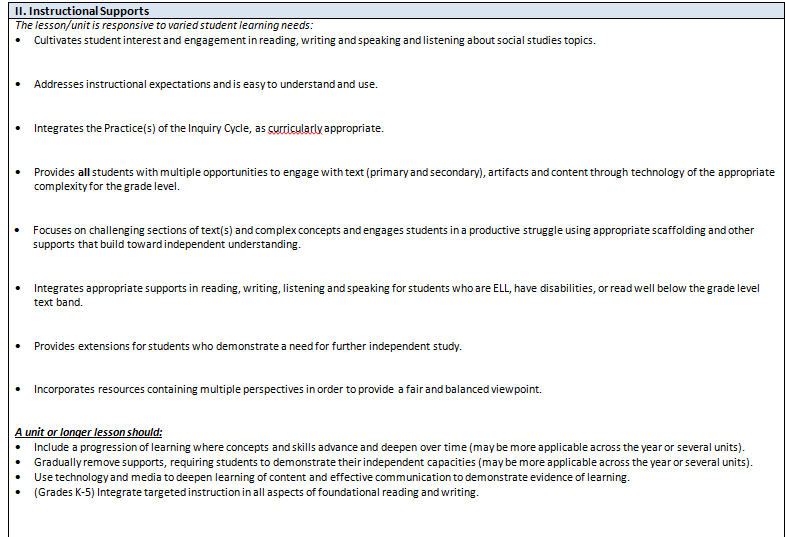 II. Instructional Supports
The lesson/unit is responsive to varied student learning needs:
• Cultivates student interest and engagement in reading, writing and speaking and listening about social studies topics.
• Addresses instructional expectations and is easy to understand and use.
• Integrates the Practice(s) of the Inquiry Cycle, as curricularly appropriate.
• Provides all students with multiple opportunities to engage with text (primary and secondary), artifacts and content through technology of the appropriate
complexity for the grade level.
• Focuses on challenging sections of text(s) and complex concepts and engages students in a productive struggle using appropriate scaffolding and other
supports that build toward independent understanding.
• Integrates appropriate supports in reading, writing, listening and speaking for students who are ELL, have disabilities, or read well below the grade level
text band.
• Provides extensions for students who demonstrate a need for further independent study.
• Incorporates resources containing multiple perspectives in order to provide a fair and balanced viewpoint.
A unit or longer lesson should:
• Include a progression of learning where concepts and skills advance and deepen over time (may be more applicable across the year or several units).
• Gradually remove supports, requiring students to demonstrate their independent capacities (may be more applicable across the year or several units).
• Use technology and media to deepen learning of content and effective communication to demonstrate evidence of learning.
• (Grades K-5) Integrate targeted instruction in all aspects of foundational reading and writing.